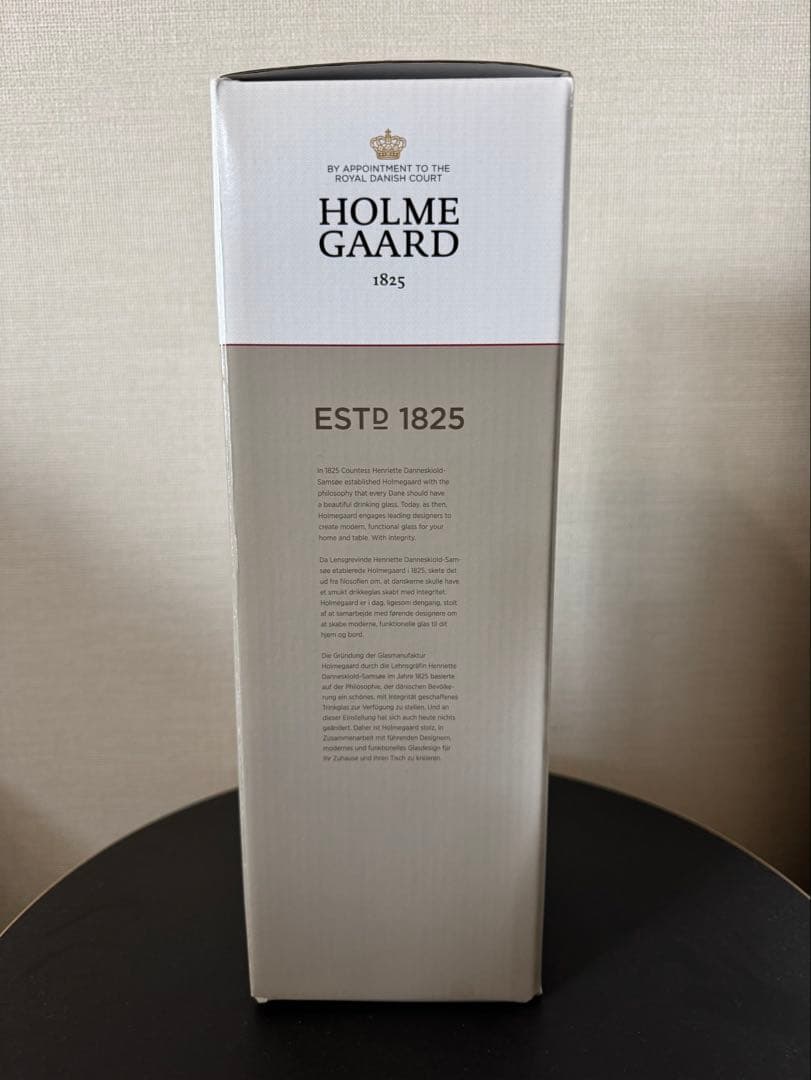 BY APPOINTMENT TO THE
ROYAL DANISH COURT
HOLME
GAARD
1825
ESTD 1825
In 1825 Countess Henriette Danneskiold-
Samsøe established Holmegaard with the
philosophy that every Dane should have
a beautiful drinking glass. Today, as then,
Holmegaard engages leading designers to
create modern, functional glass for your
home and table. With integrity.
Da Lensgrevinde Henriette Danneskiold-Sam-
søe etablerede Holmegaard i 1825, skete det
ud fra filosofien om, at danskerne skulle have
et smukt drikkeglas skabt med integritet.
Holmegaard er i dag, ligesom dengang, stolt
af at samarbejde med førende designere om
at skabe moderne, funktionelle glas til dit
hjem og bord.
Die Gründung der Glasmanufaktur
Holmegaard durch die Lehnsgräfin Henriette
Danneskiold-Samsøe im Jahre 1825 basierte
auf der Philosophie, der dänischen Bevölke-
rung ein schönes, mit Integrität geschaffenes
Trinkglas zur Verfügung zu stellen. Und an
dieser Einstellung hat sich auch heute nichts
geändert. Daher ist Holmegaard stolz, in
Zusammenarbeit mit führenden Designern,
modernes und funktionelles Glasdesign für
Ihr Zuhause und Ihren Tisch zu kreieren.